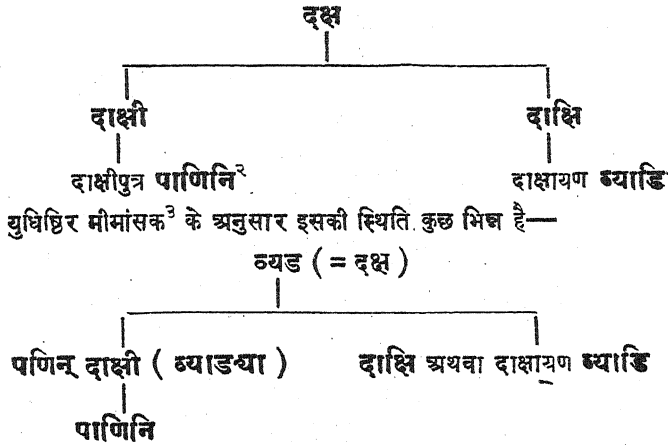 दक्ष
दाक्षी दाक्षि
दाक्षीपुत्र पाणिनि² दाक्षायण व्याडि
युधिष्ठिर मीमांसक³ के अनुसार इसकी स्थिति कुछ भिन्न है—
व्यड ( = दक्ष )
पणिन् दाक्षी ( व्याडया ) दाक्षि अथवा दाक्षायण व्याडि
पाणिनि